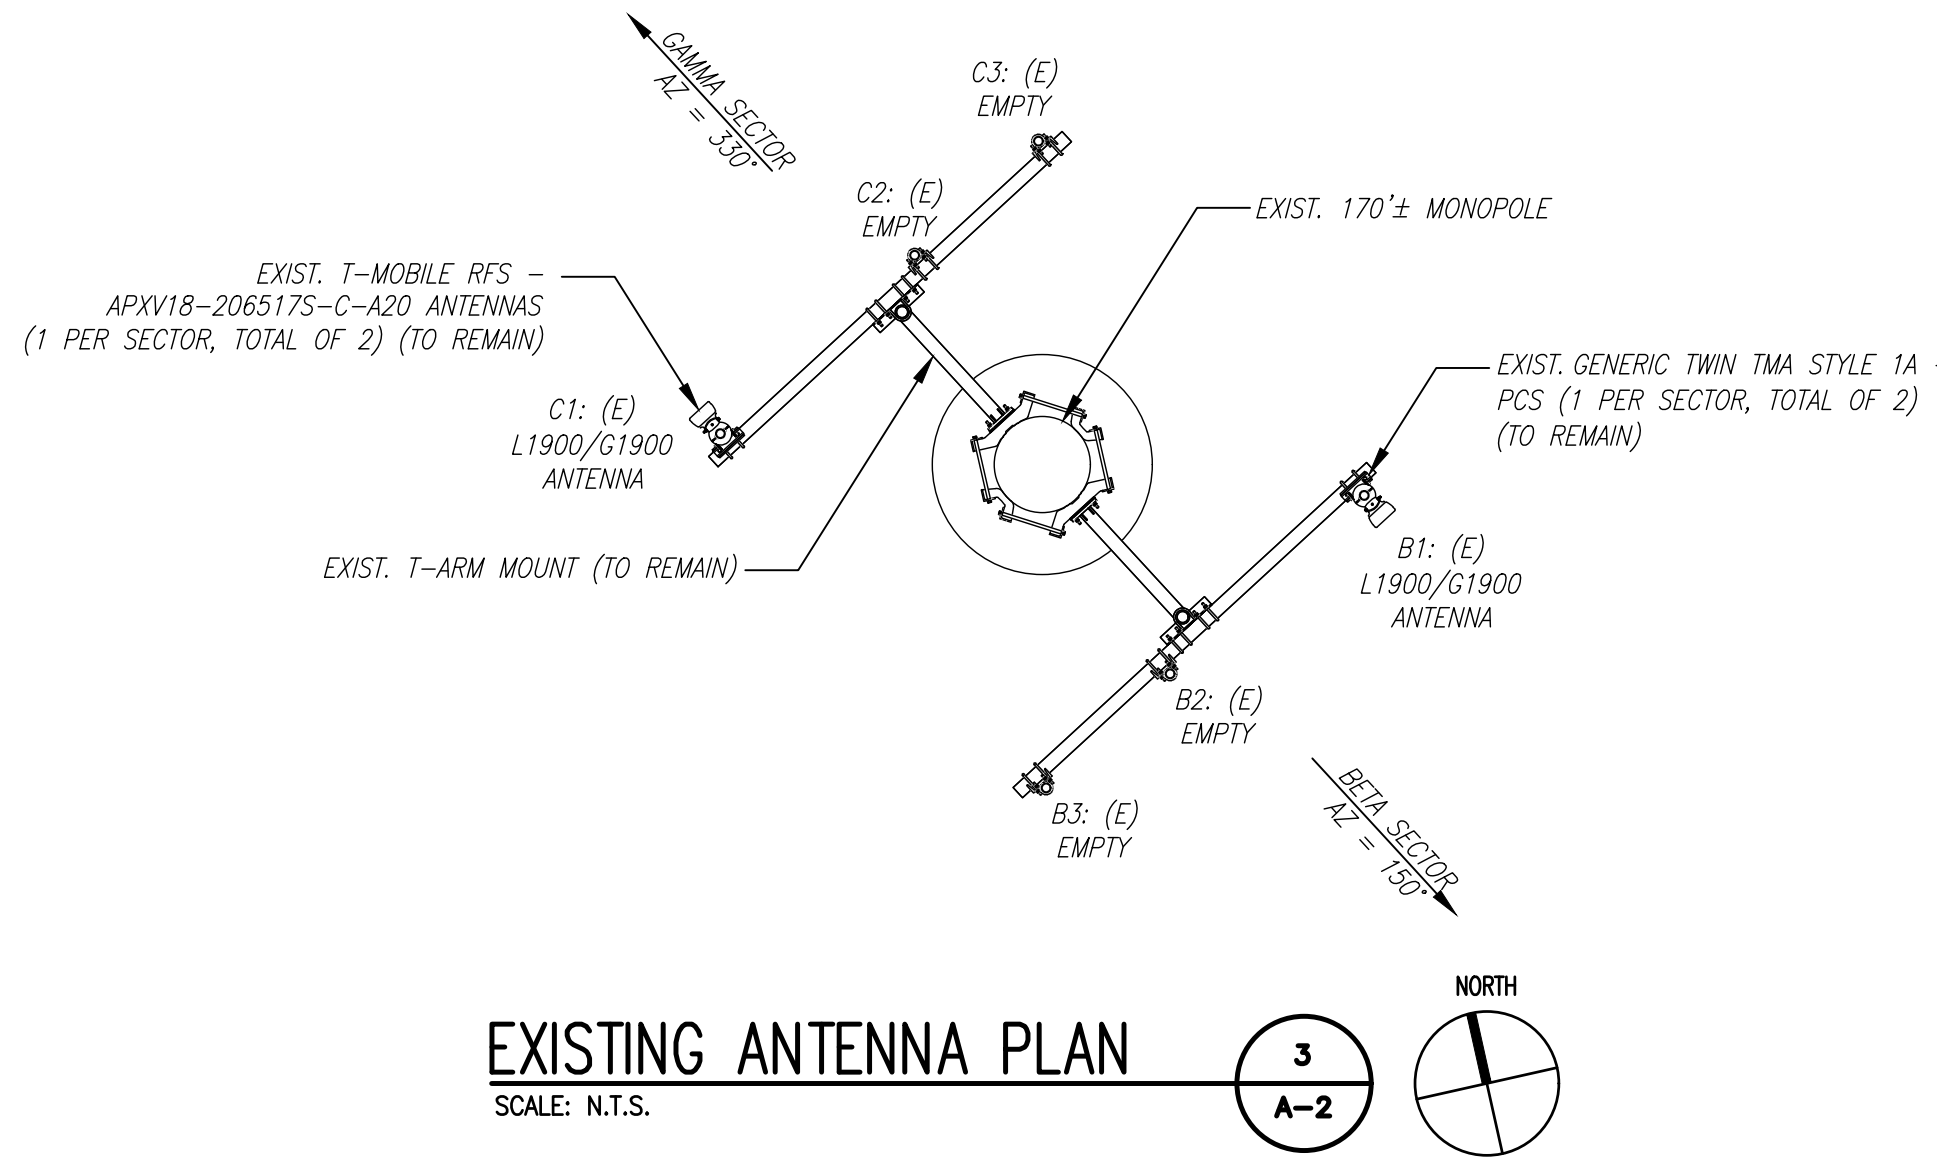 GAMMA SECTOR
AZ = 330°
C3: (E)
EMPTY
C2: (E)
EMPTY
EXIST. 170'± MONOPOLE
EXIST. T-MOBILE RFS -
APXV18-206517S-C-A20 ANTENNAS
(1 PER SECTOR, TOTAL OF 2) (TO REMAIN)
EXIST. GENERIC TWIN TMA STYLE 1A -
PCS (1 PER SECTOR, TOTAL OF 2)
(TO REMAIN)
C1: (E)
L1900/G1900
ANTENNA
EXIST. T-ARM MOUNT (TO REMAIN)
B1: (E)
L1900/G1900
ANTENNA
B2: (E)
EMPTY
B3: (E)
EMPTY
BETA SECTOR
AZ = 150°
NORTH
EXISTING ANTENNA PLAN
3
A-2
SCALE: N.T.S.